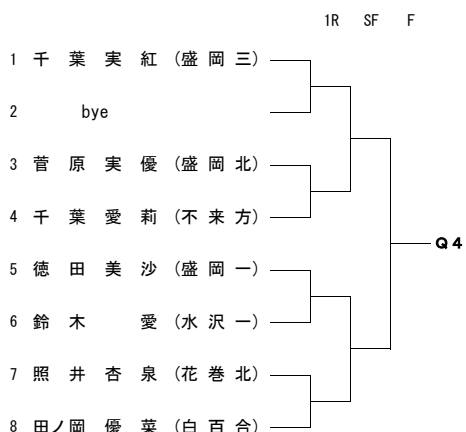 1R SF F
1 千葉実紅 (盛岡三)
2 bye
3 菅原実優 (盛岡北)
4 千葉愛莉 (不来方)
Q4
5 徳田美沙 (盛岡一)
6 鈴木愛 (水沢一)
7 照井杏泉 (花巻北)
8 田ノ岡優菜 (白百合)